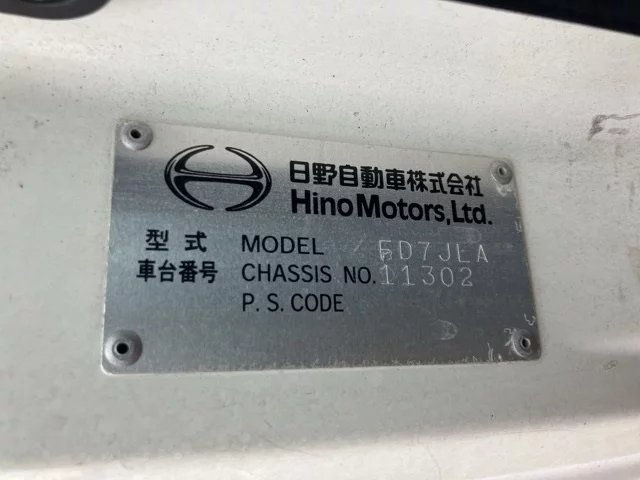 日野自動車株式会社
Hino Motors, Ltd.
型式 MODEL FD7JLA
車台番号 CHASSIS NO. 11302
P. S. CODE